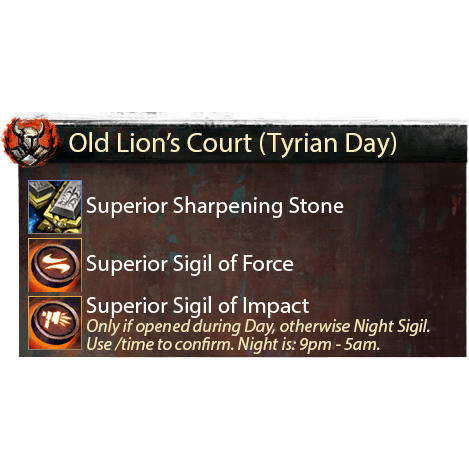 Old Lion's Court (Tyrian Day)
Superior Sharpening Stone
Superior Sigil of Force
Superior Sigil of Impact
Only if opened during Day, otherwise Night Sigil.
Use /time to confirm. Night is: 9pm - 5am.